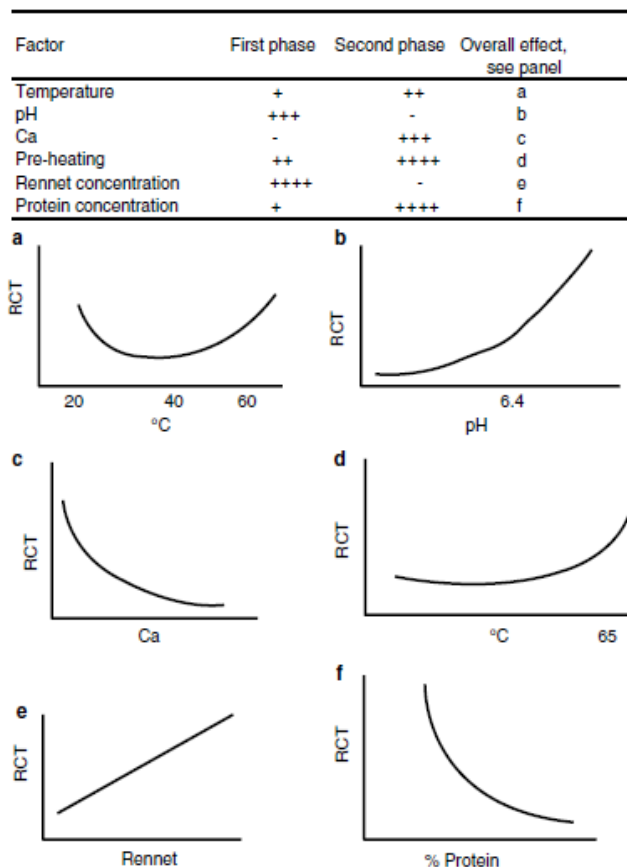 Factor First phase Second phase Overall effect,
see panel
Temperature + ++ a
pH +++ - b
Ca - +++ c
Pre-heating ++ ++++ d
Rennet concentration ++++ - e
Protein concentration + ++++ f
a
RCT
20 40 60
°C
b
RCT
6.4
pH
c
RCT
Ca
d
RCT
°C 65
e
RCT
Rennet
f
RCT
% Protein